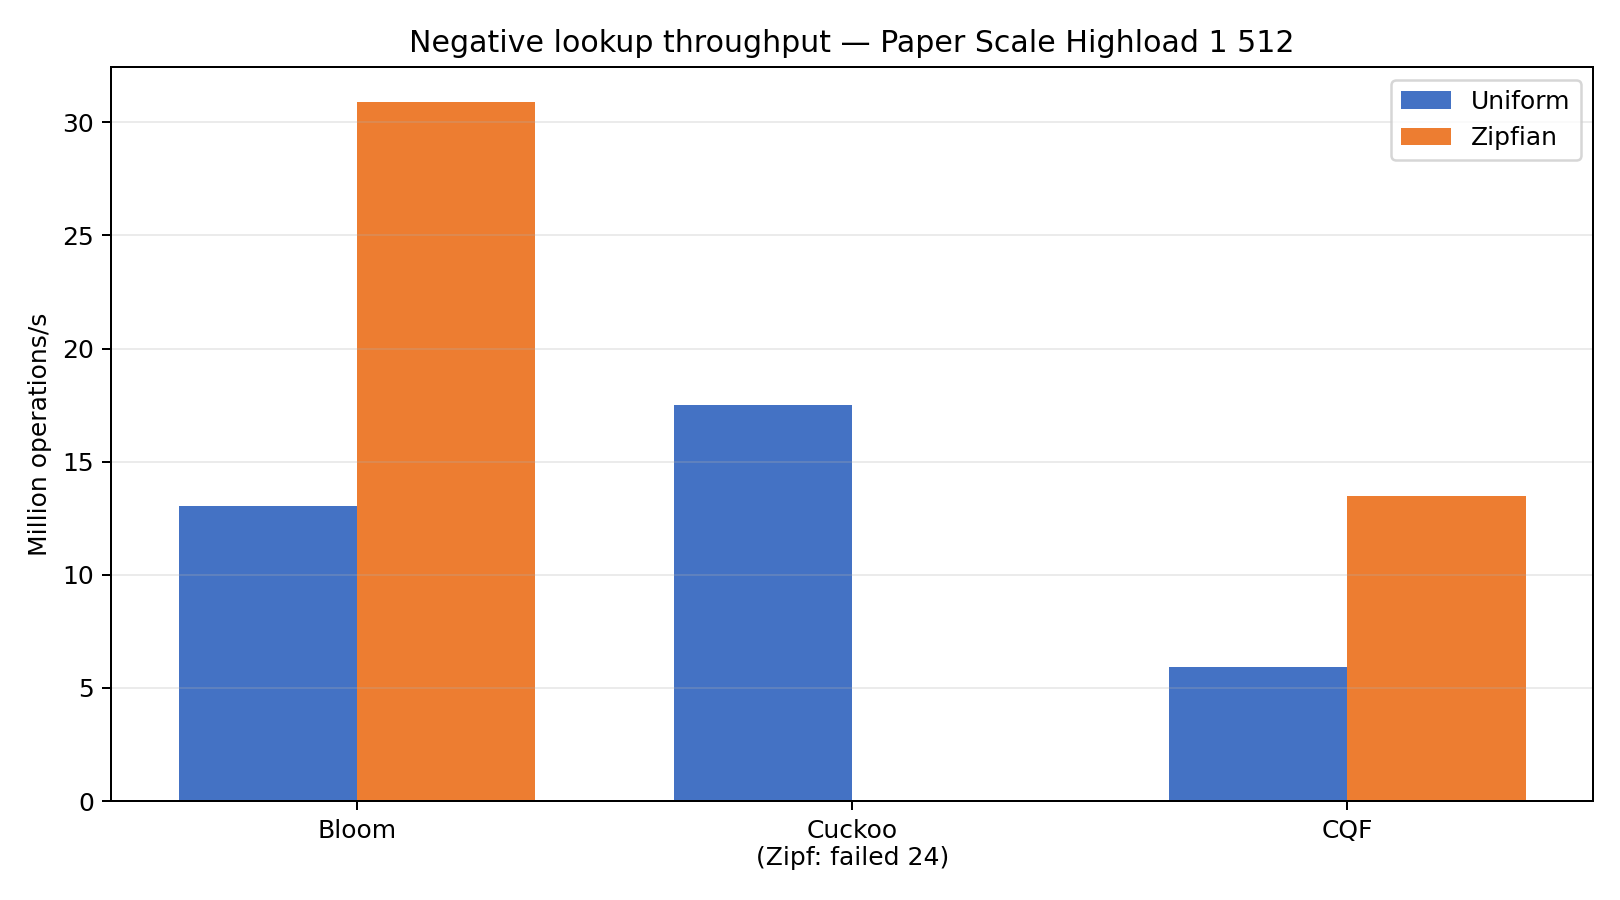 Negative lookup throughput — Paper Scale Highload 1 512
Uniform
Zipfian
Million operations/s
30
25
20
15
10
5
0
Bloom
Cuckoo
(Zipf: failed 24)
CQF